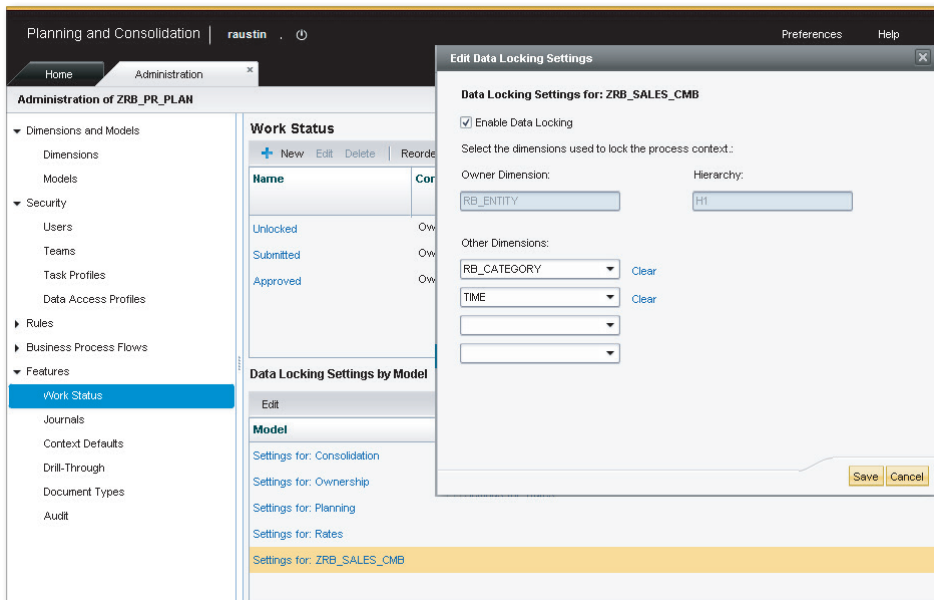 Planning and Consolidation | raustin .
Preferences Help
Home Administration
Administration of ZRB_PR_PLAN
Dimensions and Models
Dimensions
Models
Security
Users
Teams
Task Profiles
Data Access Profiles
Rules
Business Process Flows
Features
Work Status
Journals
Context Defaults
Drill-Through
Document Types
Audit
Work Status
New Edit Delete Reorde
Name Cor
Unlocked Ow
Submitted Ow
Approved Ow
Data Locking Settings by Model
Edit
Model
Settings for: Consolidation
Settings for: Ownership
Settings for: Planning
Settings for: Rates
Settings for: ZRB_SALES_CMB
Edit Data Locking Settings
Data Locking Settings for: ZRB_SALES_CMB
Enable Data Locking
Select the dimensions used to lock the process context.:
Owner Dimension: Hierarchy:
RB_ENTITY H1
Other Dimensions:
RB_CATEGORY Clear
TIME Clear
Save Cancel